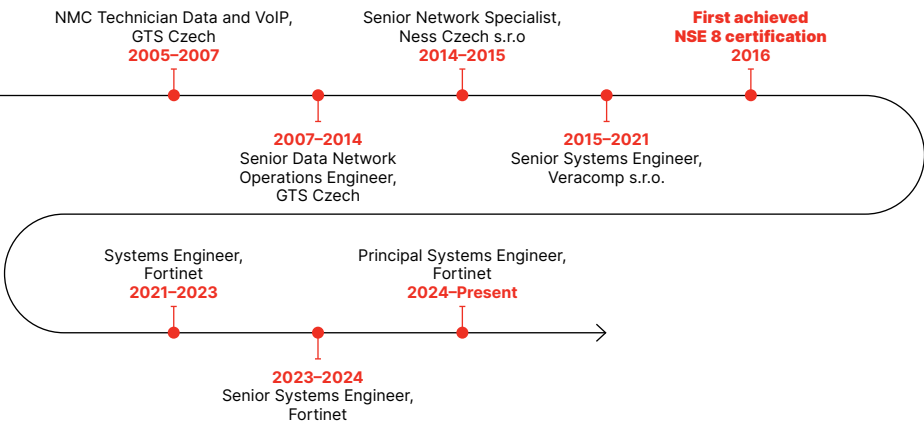 NMC Technician Data and VoIP,
GTS Czech
2005–2007
2007–2014
Senior Data Network
Operations Engineer,
GTS Czech
Senior Network Specialist,
Ness Czech s.r.o
2014–2015
2015–2021
Senior Systems Engineer,
Veracomp s.r.o.
First achieved
NSE 8 certification
2016
Systems Engineer,
Fortinet
2021–2023
2023–2024
Senior Systems Engineer,
Fortinet
Principal Systems Engineer,
Fortinet
2024–Present